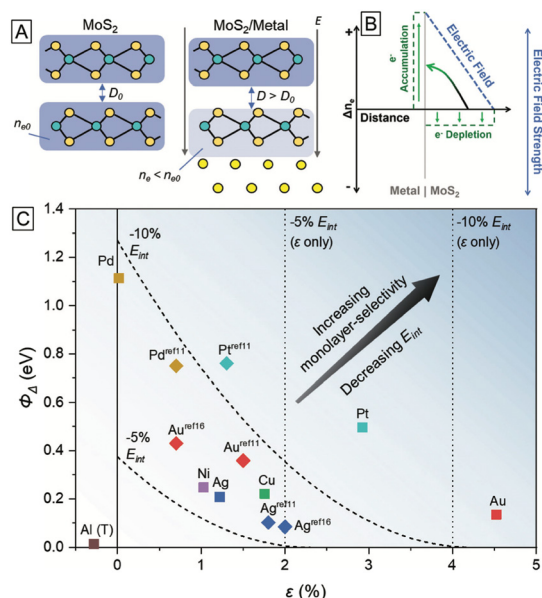 A
MoS2
MoS2/Metal
E
D0
D > D0
ne0
ne < ne0
B
+
Δne
-
e-
Accumulation
Electric Field
Distance
e- Depletion
Metal | MoS2
Electric Field Strength
C
ΦΔ (eV)
1.4
1.2
1.0
0.8
0.6
0.4
0.2
0.0
-10%
Eint
-5%
Eint
-5% Eint
(ε only)
-10% Eint
(ε only)
Increasing
monolayer-selectivity
Decreasing Eint
Pd
Pdref11
Ptref11
Auref16
Auref11
Pt
Ni
Ag
Cu
Agref11
Agref16
Au
Al (T)
0
1
2
3
4
5
ε (%)